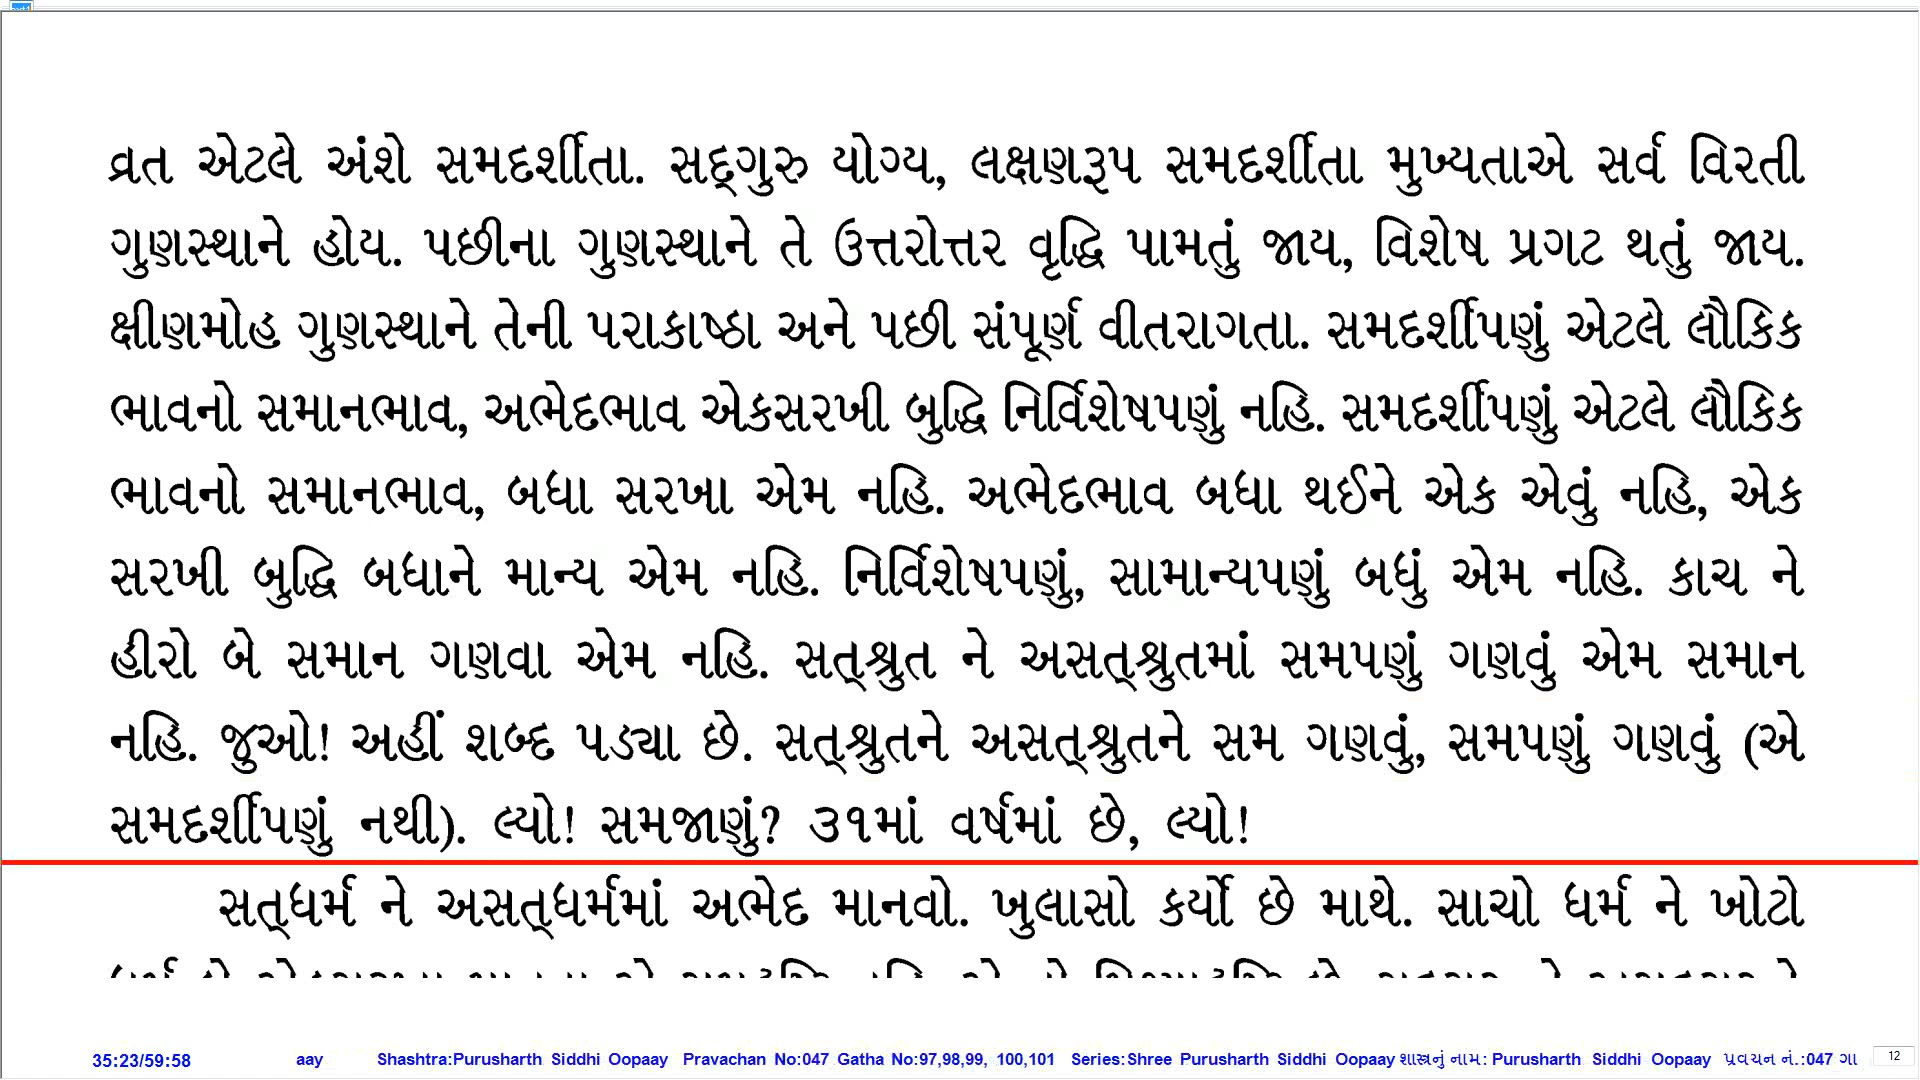 વ્રત એટલે અંશે સમદર્શીતા. સદ્‌ગુરુ યોગ્ય, લક્ષણરૂપ સમદર્શીતા મુખ્યતાએ સર્વ વિરતી
ગુણસ્થાને હોય. પછીના ગુણસ્થાને તે ઉત્તરોત્તર વૃદ્ધિ પામતું જાય, વિશેષ પ્રગટ થતું જાય.
ક્ષીણમોહ ગુણસ્થાને તેની પરાકાષ્ઠા અને પછી સંપૂર્ણ વીતરાગતા. સમદર્શીપણું એટલે લૌકિક
ભાવનો સમાનભાવ, અભેદભાવ એકસરખી બુદ્ધિ નિર્વિશેષપણું નહિ. સમદર્શીપણું એટલે લૌકિક
ભાવનો સમાનભાવ, બધા સરખા એમ નહિ. અભેદભાવ બધા થઈને એક એવું નહિ, એક
સરખી બુદ્ધિ બધાને માન્ય એમ નહિ. નિર્વિશેષપણું, સામાન્યપણું બધું એમ નહિ. કાચ ને
હીરો બે સમાન ગણવા એમ નહિ. સત્‌શ્રુત ને અસત્‌શ્રુતમાં સમપણું ગણવું એમ સમાન
નહિ. જુઓ! અહીં શબ્દ પડ્યા છે. સત્‌શ્રુતને અસત્‌શ્રુતને સમ ગણવું, સમપણું ગણવું (એ
સમદર્શીપણું નથી). લ્યો! સમજાણું? ૩૧માં વર્ષમાં છે, લ્યો!
સત્‌ધર્મ ને અસત્‌ધર્મમાં અભેદ માનવો. ખુલાસો કર્યો છે માથે. સાચો ધર્મ ને ખોટો
35:23/59:58 aay Shashtra:Purusharth Siddhi Oopaay Pravachan No:047 Gatha No:97,98,99, 100,101 Series:Shree Purusharth Siddhi Oopaay શાસ્ત્રનું નામ: Purusharth Siddhi Oopaay પ્રવચન નં.:047 ગા 12